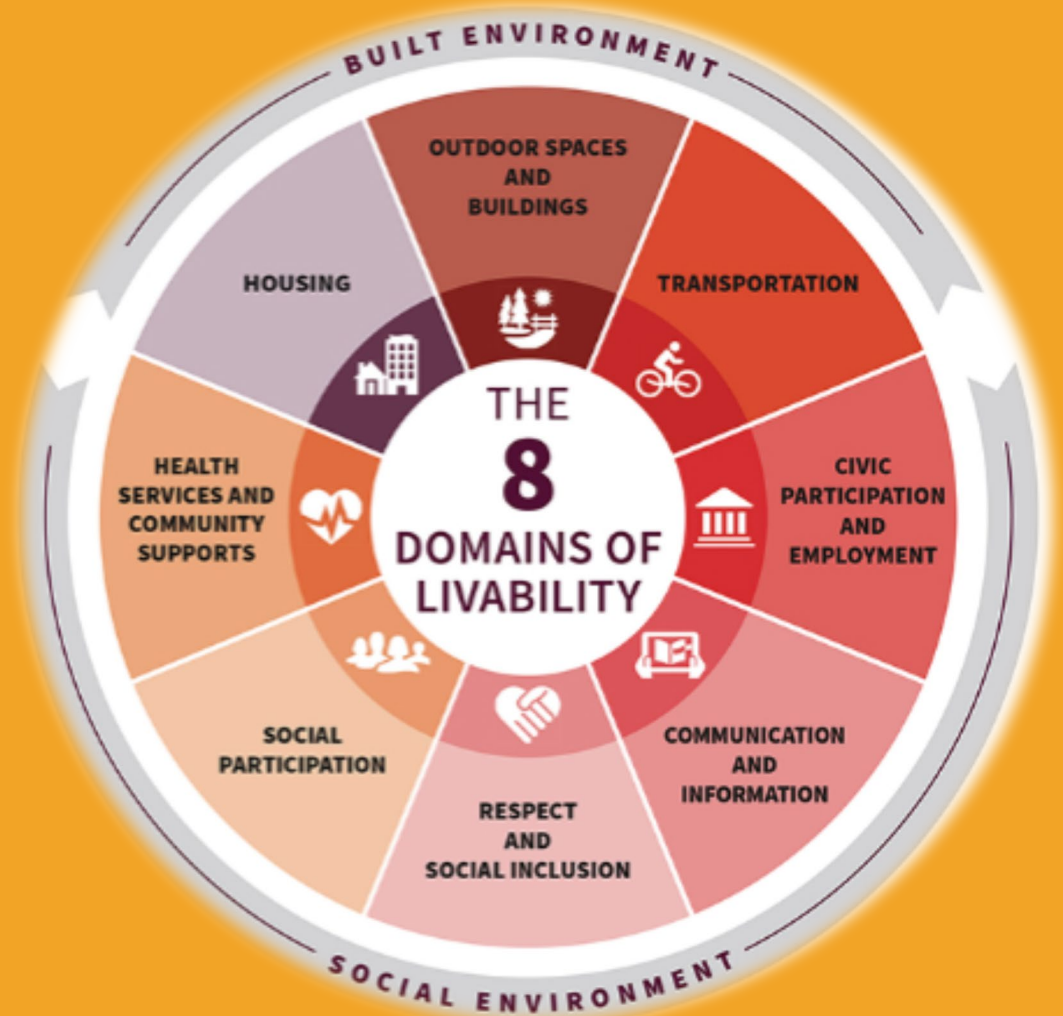 BUILT ENVIRONMENT
OUTDOOR SPACES
AND
BUILDINGS
HOUSING
TRANSPORTATION
THE
8
DOMAINS OF
LIVABILITY
HEALTH
SERVICES AND
COMMUNITY
SUPPORTS
CIVIC
PARTICIPATION
AND
EMPLOYMENT
SOCIAL
PARTICIPATION
COMMUNICATION
AND
INFORMATION
RESPECT
AND
SOCIAL INCLUSION
SOCIAL ENVIRONMENT